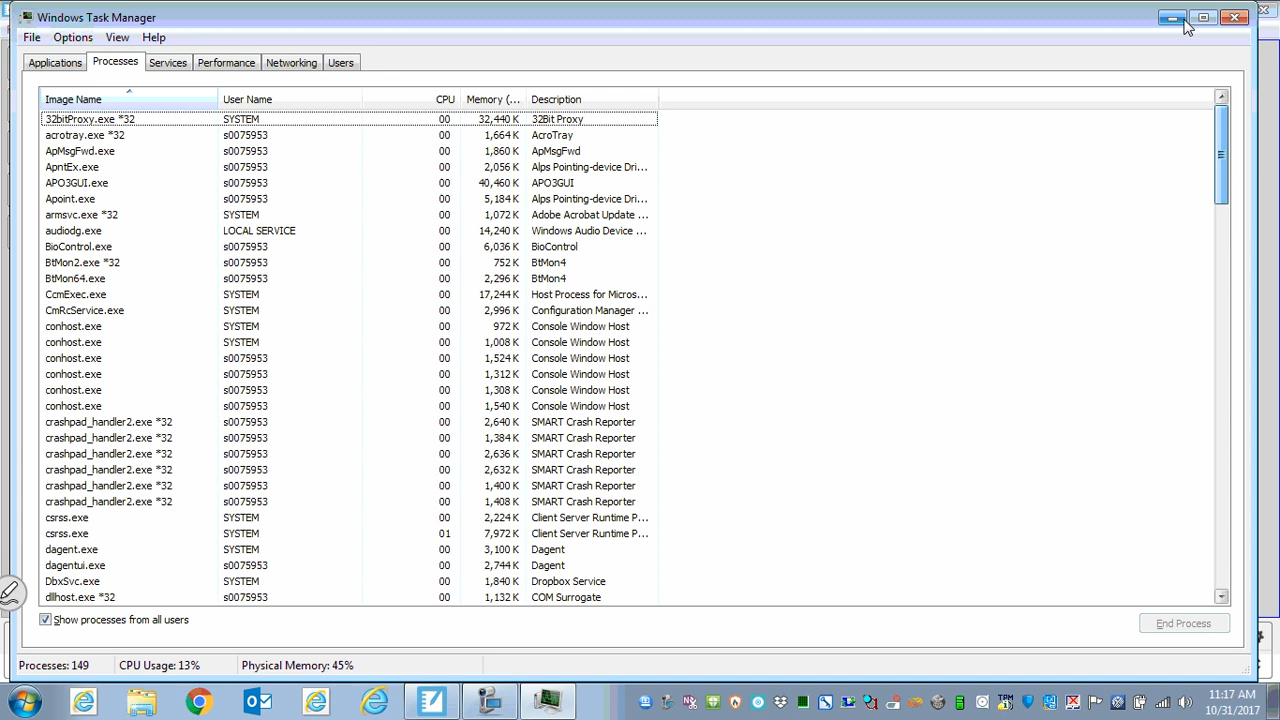 Windows Task Manager
File Options View Help
Applications Processes Services Performance Networking Users
Image Name User Name CPU Memory (... Description
32bitProxy.exe *32 SYSTEM 00 32,440 K 32Bit Proxy
acrotray.exe *32 s0075953 00 1,664 K AcroTray
ApMsgFwd.exe s0075953 00 1,860 K ApMsgFwd
ApntEx.exe s0075953 00 2,056 K Alps Pointing-device Dri...
APO3GUI.exe s0075953 00 40,460 K APO3GUI
Apoint.exe s0075953 00 5,184 K Alps Pointing-device Dri...
armsvc.exe *32 SYSTEM 00 1,072 K Adobe Acrobat Update ...
audiodg.exe LOCAL SERVICE 00 14,240 K Windows Audio Device ...
BioControl.exe s0075953 00 6,036 K BioControl
BtMon2.exe *32 s0075953 00 752 K BtMon4
BtMon64.exe s0075953 00 2,296 K BtMon4
CcmExec.exe SYSTEM 00 17,244 K Host Process for Micros...
CmRcService.exe SYSTEM 00 2,996 K Configuration Manager ...
conhost.exe SYSTEM 00 972 K Console Window Host
conhost.exe SYSTEM 00 1,008 K Console Window Host
conhost.exe s0075953 00 1,524 K Console Window Host
conhost.exe s0075953 00 1,312 K Console Window Host
conhost.exe s0075953 00 1,308 K Console Window Host
conhost.exe s0075953 00 1,540 K Console Window Host
crashpad_handler2.exe *32 s0075953 00 2,640 K SMART Crash Reporter
crashpad_handler2.exe *32 s0075953 00 1,384 K SMART Crash Reporter
crashpad_handler2.exe *32 s0075953 00 2,636 K SMART Crash Reporter
crashpad_handler2.exe *32 s0075953 00 2,632 K SMART Crash Reporter
crashpad_handler2.exe *32 s0075953 00 1,400 K SMART Crash Reporter
crashpad_handler2.exe *32 s0075953 00 1,408 K SMART Crash Reporter
csrss.exe SYSTEM 00 2,224 K Client Server Runtime P...
csrss.exe SYSTEM 01 7,972 K Client Server Runtime P...
dagent.exe SYSTEM 00 3,100 K Dagent
dagentui.exe s0075953 00 2,744 K Dagent
DbxSvc.exe SYSTEM 00 1,840 K Dropbox Service
dllhost.exe *32 s0075953 00 1,132 K COM Surrogate
Show processes from all users End Process
Processes: 149 CPU Usage: 13% Physical Memory: 45%
TPM
11:17 AM
10/31/2017